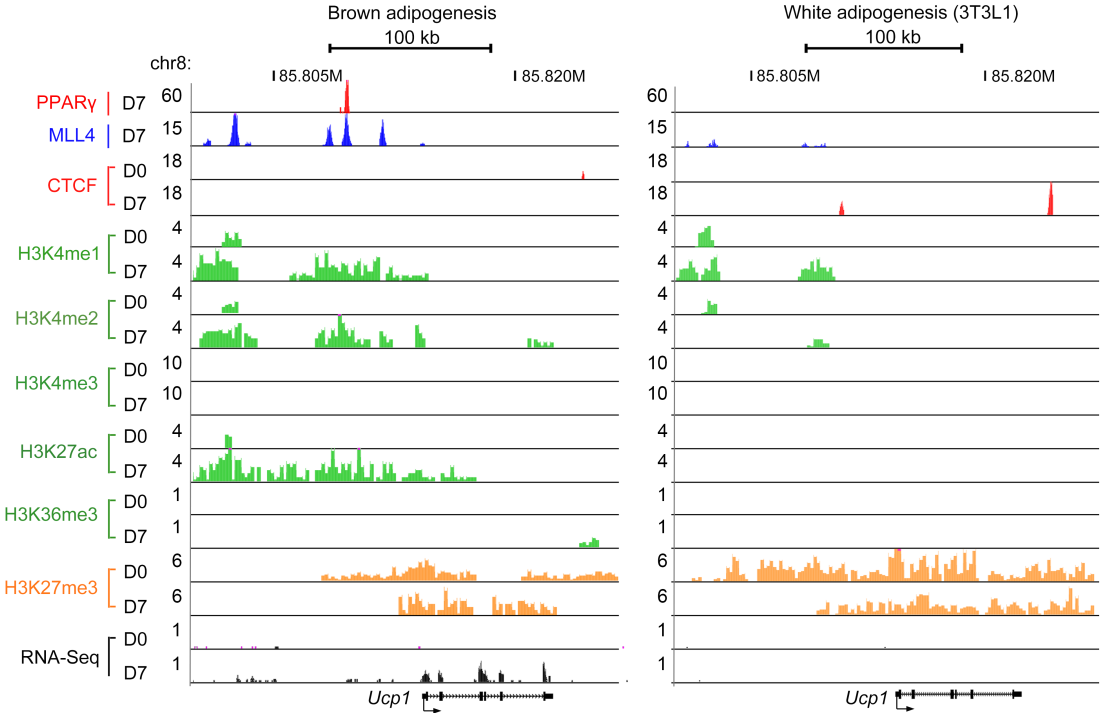 Brown adipogenesis
White adipogenesis (3T3L1)
100 kb
100 kb
chr8:
85.805M
85.820M
85.805M
85.820M
PPARγ
D7
60
60
MLL4
D7
15
15
CTCF
D0
18
18
D7
18
18
H3K4me1
D0
4
4
D7
4
4
H3K4me2
D0
4
4
D7
4
4
H3K4me3
D0
10
10
D7
10
10
H3K27ac
D0
4
4
D7
4
4
H3K36me3
D0
1
1
D7
1
1
H3K27me3
D0
6
6
D7
6
6
RNA-Seq
D0
1
1
D7
1
1
Ucp1
Ucp1